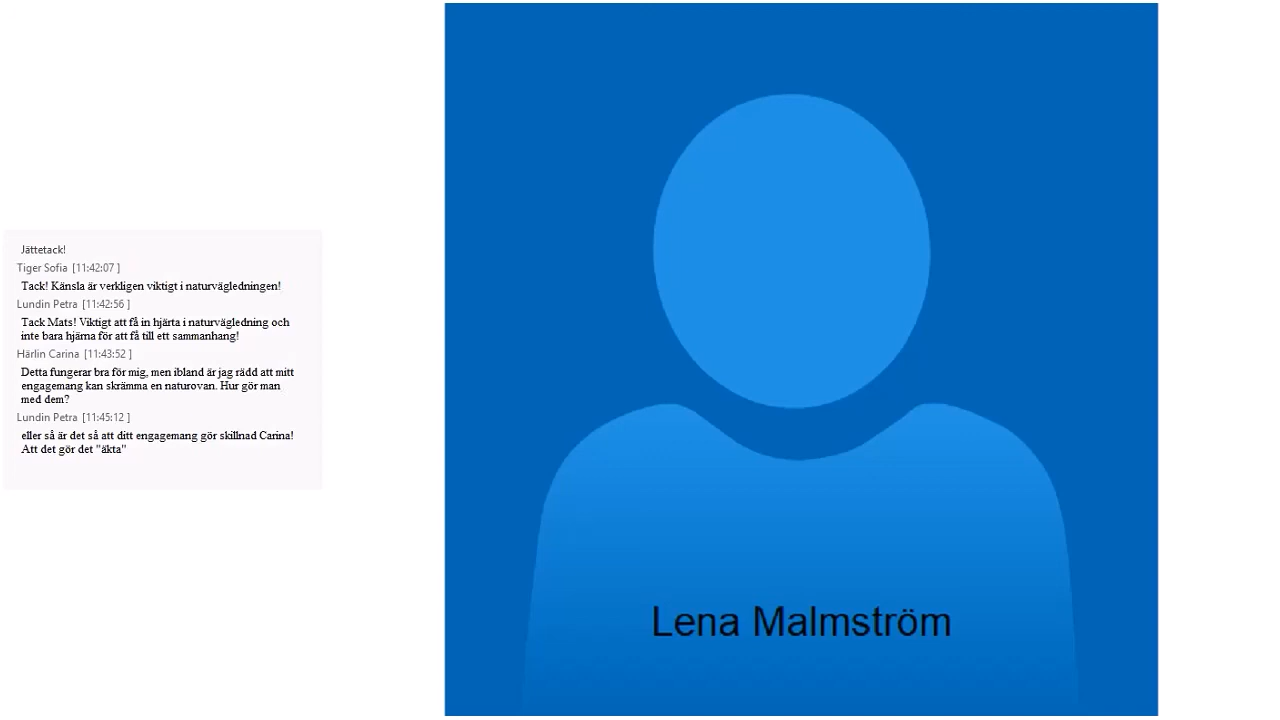 Jättetack!
Tiger Sofia [11:42:07 ]
Tack! Känsla är verkligen viktigt i naturvägledningen!
Lundin Petra [11:42:56 ]
Tack Mats! Viktigt att få in hjärta i naturvägledning och
inte bara hjärna för att få till ett sammanhang!
Härlin Carina [11:43:52 ]
Detta fungerar bra för mig, men ibland är jag rädd att mitt
engagemang kan skrämma en naturovan. Hur gör man
med dem?
Lundin Petra [11:45:12 ]
eller så är det så att ditt engagemang gör skillnad Carina!
Att det gör det "äkta"
Lena Malmström